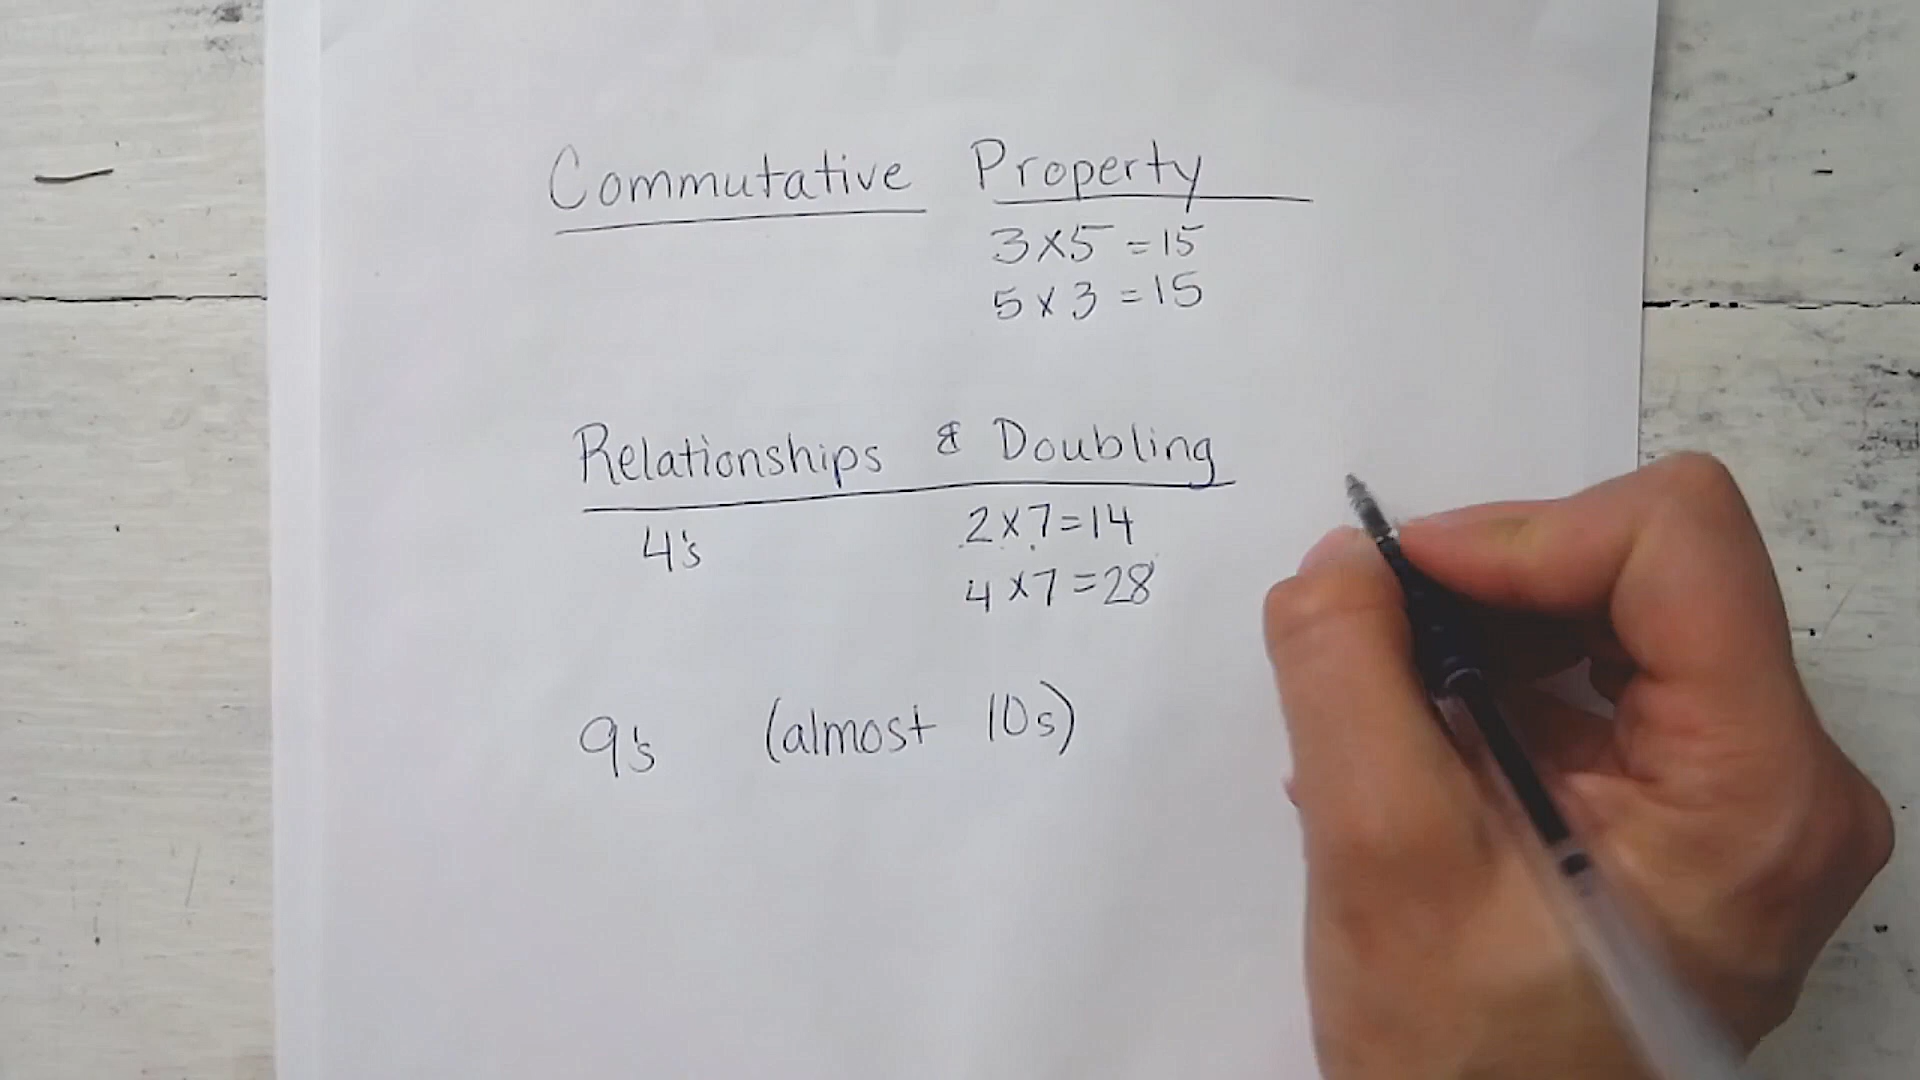 Commutative Property
3x5=15
5x3=15
Relationships & Doubling
4's 2x7=14
4x7=28
9's (almost 10s)